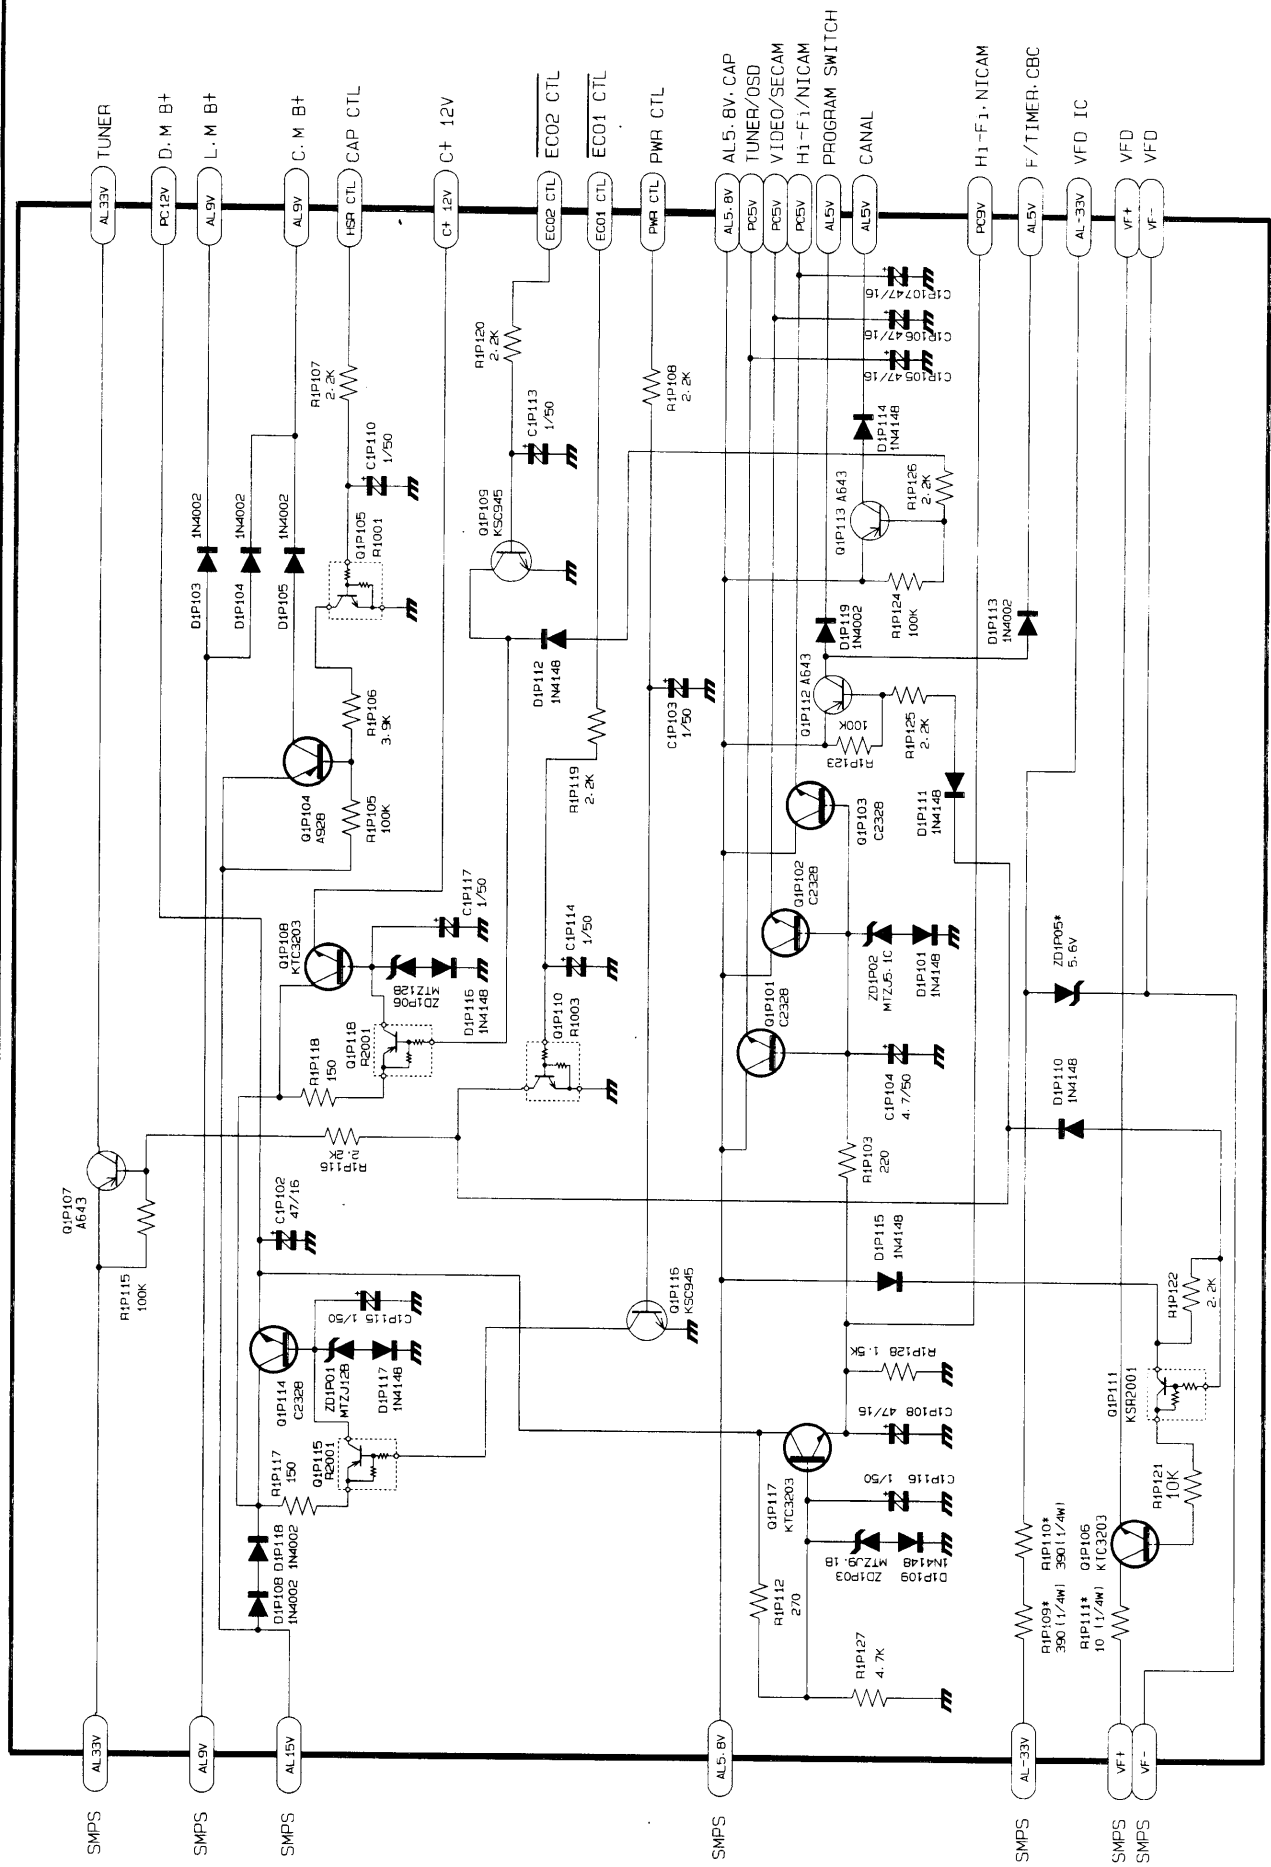 AL33V TUNER
PC12V D.M B+
AL9V L.M B+
AL9V C.M B+
HSR CTL CAP CTL
C+ 12V C+ 12V
ECO2 CTL ECO2 CTL
ECO1 CTL ECO1 CTL
PWR CTL PWR CTL
AL5.8V AL5.8V.CAP
PC5V TUNER/OSD
PC5V VIDEO/SECAM
PC5V Hi-Fi/NICAM
AL5V PROGRAM SWITCH
AL5V CANAL
PC9V Hi-Fi.NICAM
AL5V F/TIMER.CBC
AL-33V VFD IC
VF+ VFD
VF- VFD
SMPS AL33V
SMPS AL9V
SMPS AL15V
SMPS AL5.8V
SMPS AL-33V
SMPS VF+
SMPS VF-
Q1P107
A643
R1P115
100K
R1P116
2.2K
C1P102
47/16
D1P103 1N4002
D1P104 1N4002
D1P105 1N4002
R1P107
2.2K
C1P110
1/50
Q1P105
R1001
R1P106
3.9K
Q1P104
A928
R1P105
100K
Q1P108
KTC3203
C1P117
1/50
ZD1P06
MTZ12B
D1P116
1N4148
Q1P118
R2001
R1P118
150
Q1P114
C2328
C1P115 1/50
ZD1P01
MTZJ12B
D1P117
1N4148
R1P117
150
Q1P115
R2001
D1P108 D1P118
1N4002 1N4002
R1P120
2.2K
C1P113
1/50
Q1P109
KSC945
D1P112
1N4148
R1P119
2.2K
C1P114
1/50
Q1P110
R1003
R1P108
2.2K
C1P103
1/50
Q1P116
KSC945
C1P107 47/16
C1P106 47/16
C1P105 47/16
D1P114
1N4148
Q1P113 A643
R1P126
2.2K
R1P124
100K
D1P119
1N4002
D1P113
1N4002
Q1P112 A643
R1P123
100K
R1P125
2.2K
D1P111
1N4148
Q1P103
C2328
Q1P102
C2328
Q1P101
C2328
ZD1P02
MTZJ5.1C
D1P101
1N4148
C1P104
4.7/50
R1P103
220
D1P115
1N4148
R1P128 1.5K
C1P108 47/16
Q1P117
KTC3203
C1P116 1/50
ZD1P03
MTZJ9.1B
D1P109
1N4148
R1P112
270
R1P127
4.7K
ZD1P05*
5.6V
D1P110
1N4148
R1P122
2.2K
Q1P111
KSR2001
R1P121
10K
Q1P106
KTC3203
R1P110*
390(1/4W)
R1P109*
390(1/4W)
R1P111*
10 (1/4W)